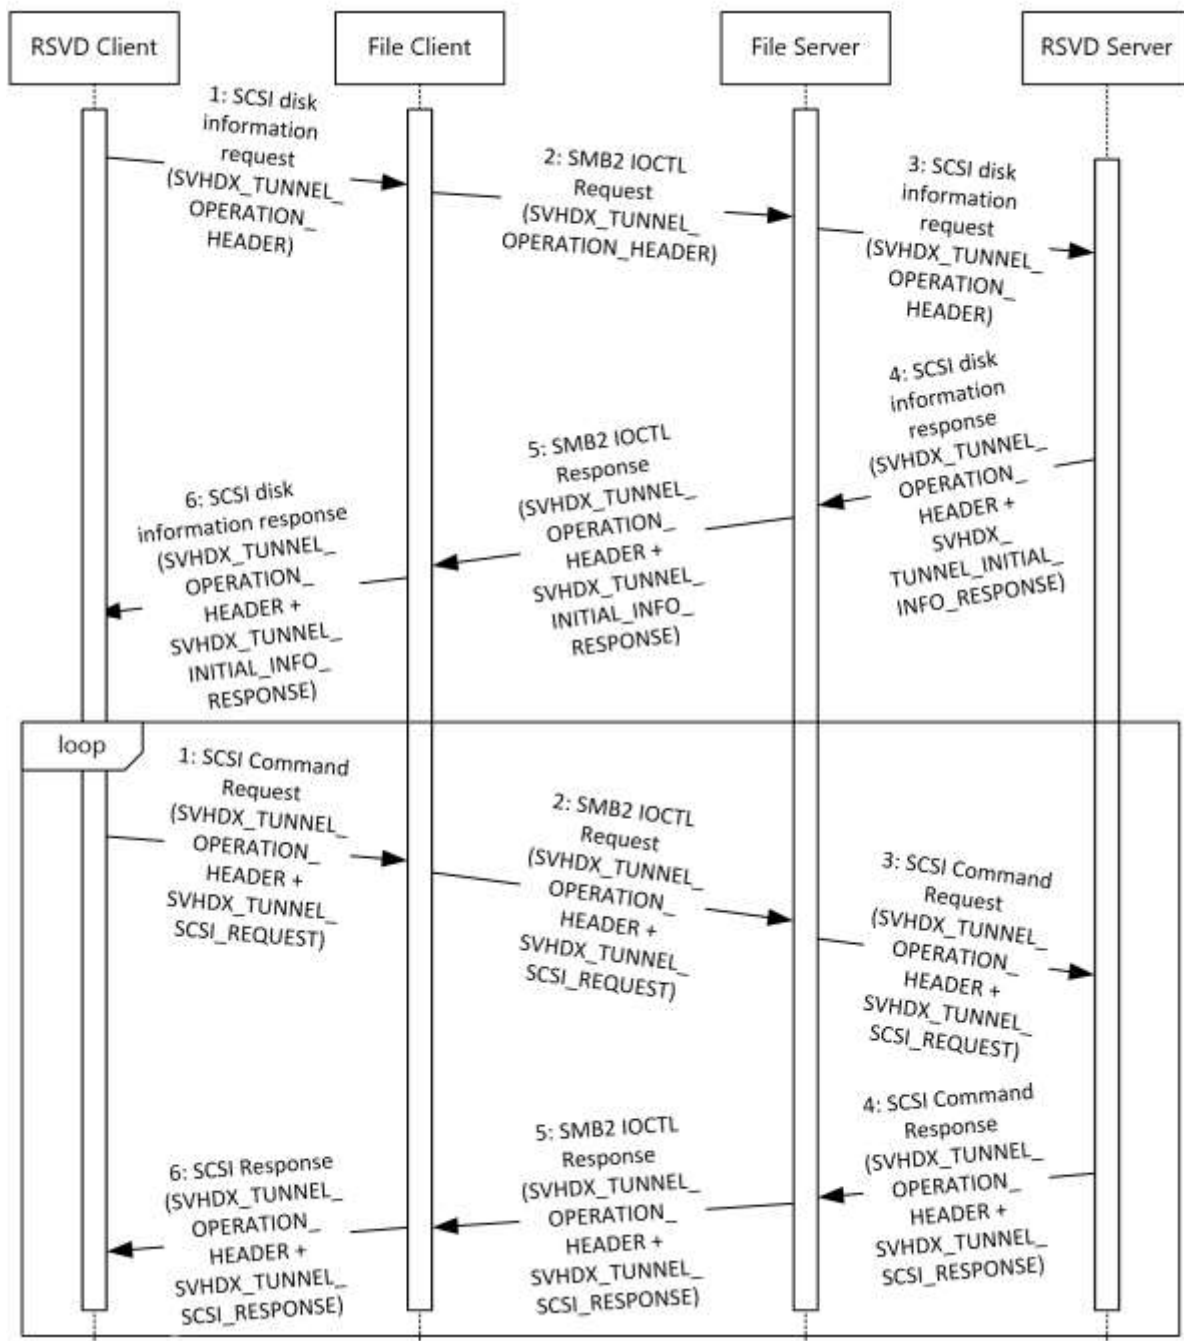 RSVD Client
File Client
File Server
RSVD Server
1: SCSI disk
information
request
(SVHDX_TUNNEL_
OPERATION_
HEADER)
2: SMB2 IOCTL
Request
(SVHDX_TUNNEL_
OPERATION_HEADER)
3: SCSI disk
information
request
(SVHDX_TUNNEL_
OPERATION_
HEADER)
4: SCSI disk
information
response
(SVHDX_TUNNEL_
OPERATION_
HEADER +
SVHDX_
TUNNEL_INITIAL_
INFO_RESPONSE)
5: SMB2 IOCTL
Response
(SVHDX_TUNNEL_
OPERATION_
HEADER +
SVHDX_TUNNEL_
INITIAL_INFO_
RESPONSE)
6: SCSI disk
information response
(SVHDX_TUNNEL_
OPERATION_
HEADER +
SVHDX_TUNNEL_
INITIAL_INFO_
RESPONSE)
loop
1: SCSI Command
Request
(SVHDX_TUNNEL_
OPERATION_
HEADER +
SVHDX_TUNNEL_
SCSI_REQUEST)
2: SMB2 IOCTL
Request
(SVHDX_TUNNEL_
OPERATION_
HEADER +
SVHDX_TUNNEL_
SCSI_REQUEST)
3: SCSI Command
Request
(SVHDX_TUNNEL_
OPERATION_
HEADER +
SVHDX_TUNNEL_
SCSI_REQUEST)
4: SCSI Command
Response
(SVHDX_TUNNEL_
OPERATION_
HEADER +
SVHDX_TUNNEL_
SCSI_RESPONSE)
5: SMB2 IOCTL
Response
(SVHDX_TUNNEL_
OPERATION_
HEADER +
SVHDX_TUNNEL_
SCSI_RESPONSE)
6: SCSI Response
(SVHDX_TUNNEL_
OPERATION_
HEADER +
SVHDX_TUNNEL_
SCSI_RESPONSE)